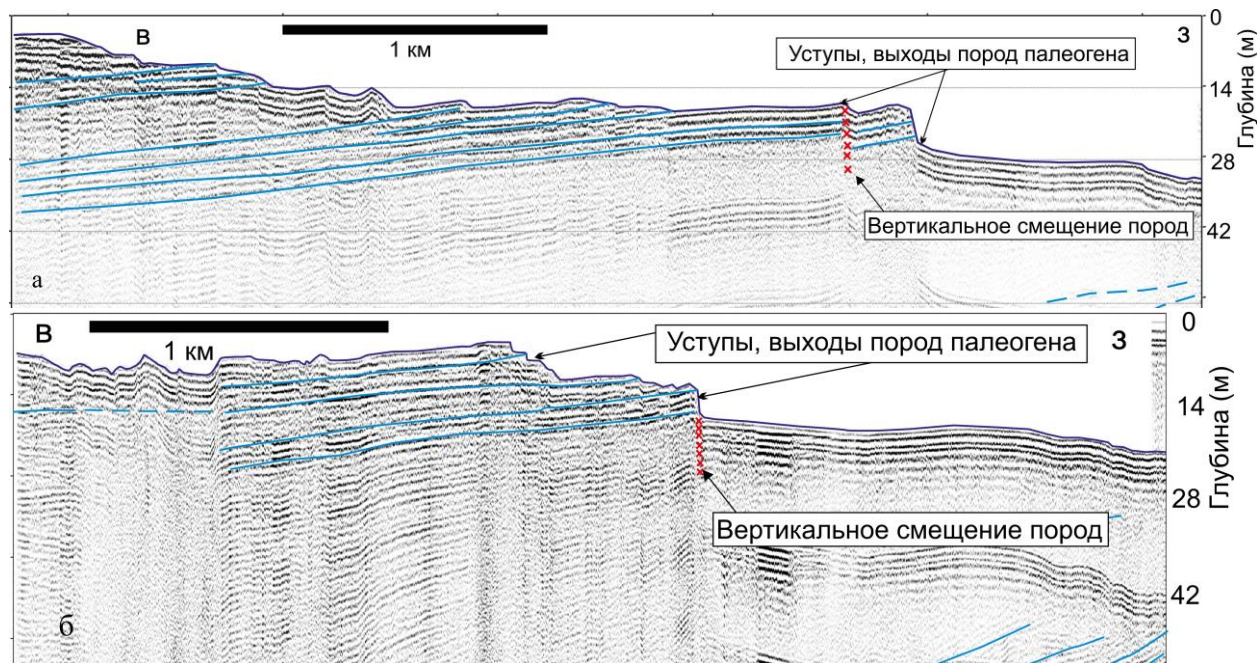 В
1 км
Уступы, выходы пород палеогена
З
0
14
28
42
Глубина (м)
Вертикальное смещение пород
а
В
1 км
Уступы, выходы пород палеогена
З
0
14
28
42
Глубина (м)
Вертикальное смещение пород
б